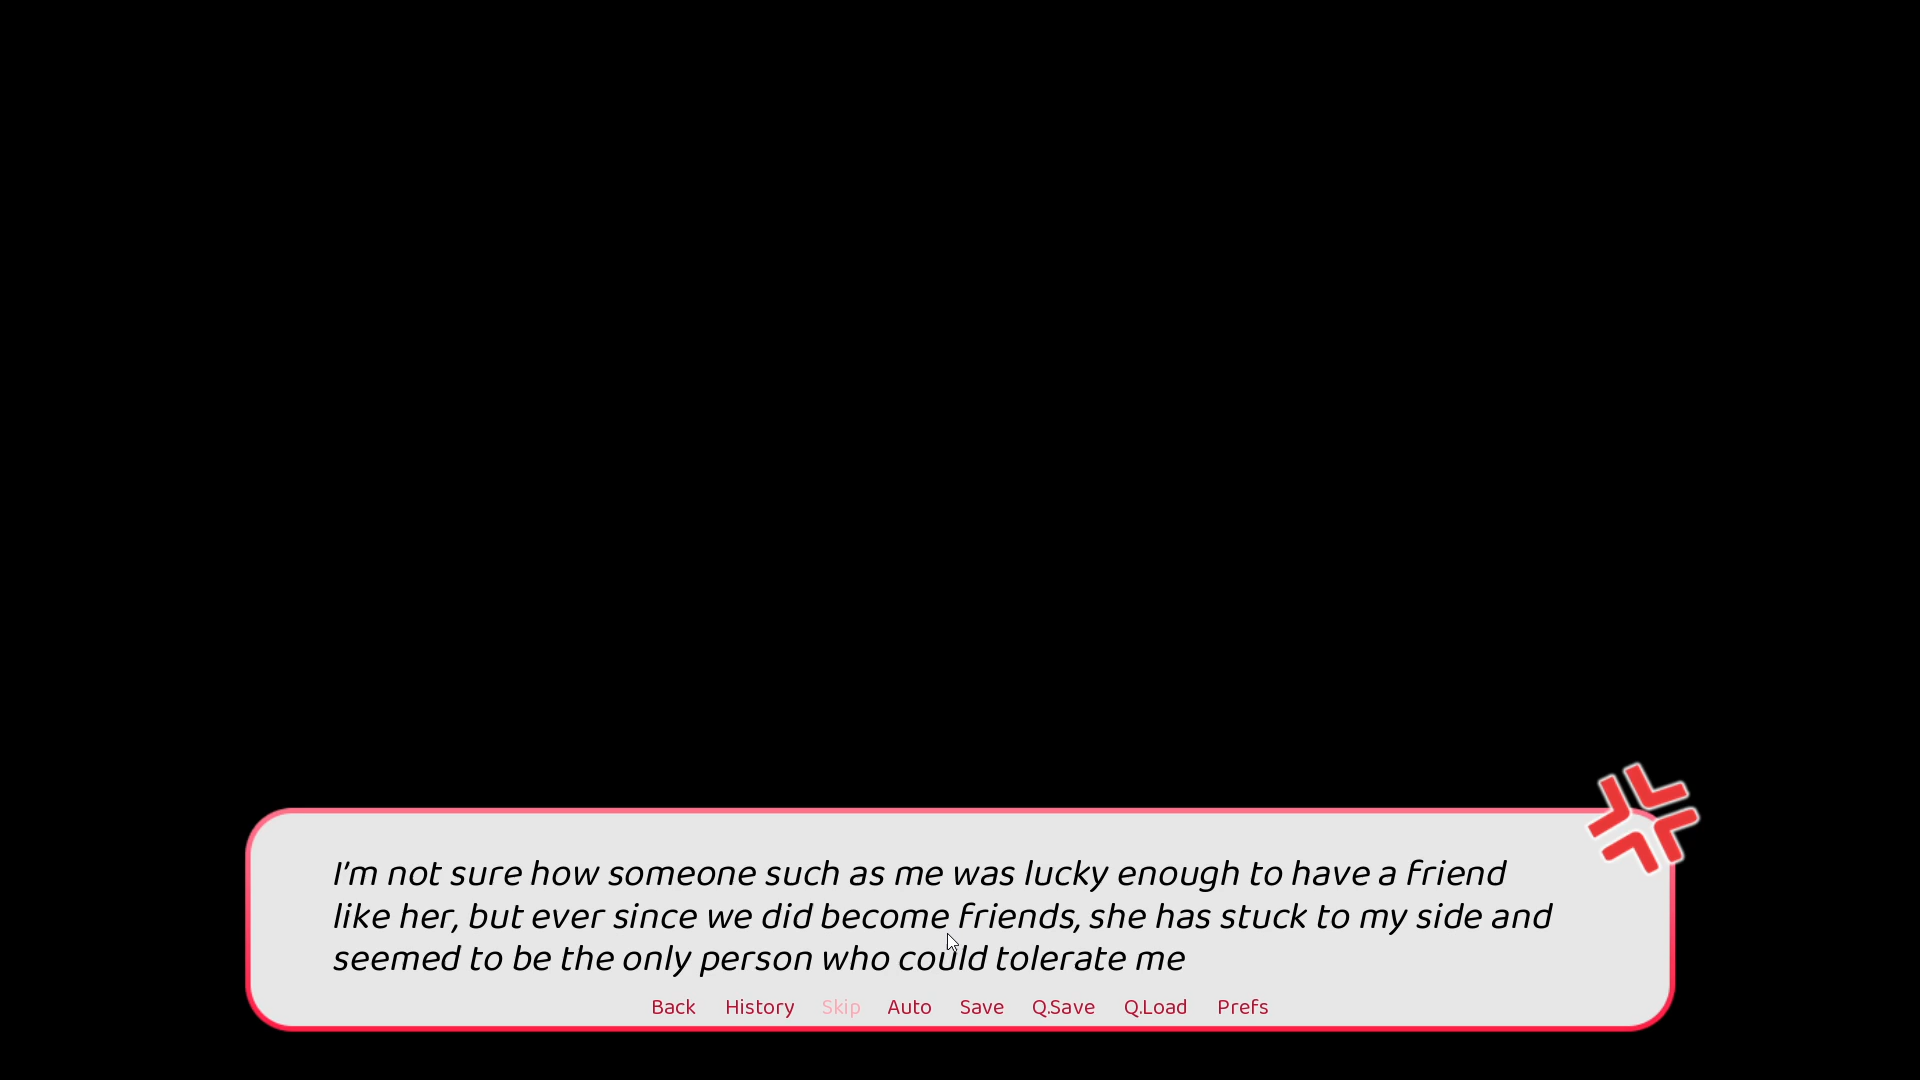 I'm not sure how someone such as me was lucky enough to have a friend
like her, but ever since we did become friends, she has stuck to my side and
seemed to be the only person who could tolerate me
Back History Skip Auto Save Q.Save Q.Load Prefs